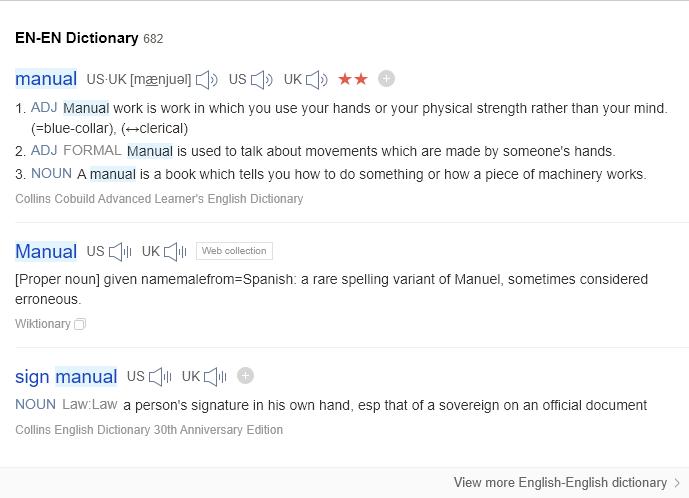 EN-EN Dictionary 682
manual US·UK [mænjuəl] US UK ★★
1. ADJ Manual work is work in which you use your hands or your physical strength rather than your mind.
(=blue-collar), (↔clerical)
2. ADJ FORMAL Manual is used to talk about movements which are made by someone's hands.
3. NOUN A manual is a book which tells you how to do something or how a piece of machinery works.
Collins Cobuild Advanced Learner's English Dictionary
Manual US UK Web collection
[Proper noun] given namemalefrom=Spanish: a rare spelling variant of Manuel, sometimes considered
erroneous.
Wiktionary
sign manual US UK
NOUN Law:Law a person's signature in his own hand, esp that of a sovereign on an official document
Collins English Dictionary 30th Anniversary Edition
View more English-English dictionary